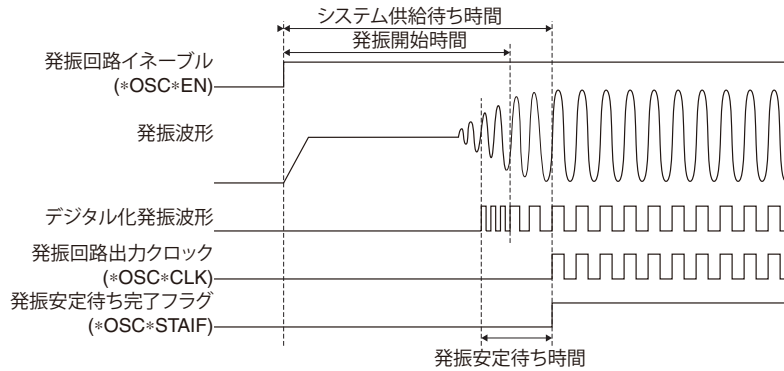 システム供給待ち時間
発振開始時間
発振回路イネーブル
(*OSC*EN)
発振波形
デジタル化発振波形
発振回路出力クロック
(*OSC*CLK)
発振安定待ち完了フラグ
(*OSC*STAIF)
発振安定待ち時間